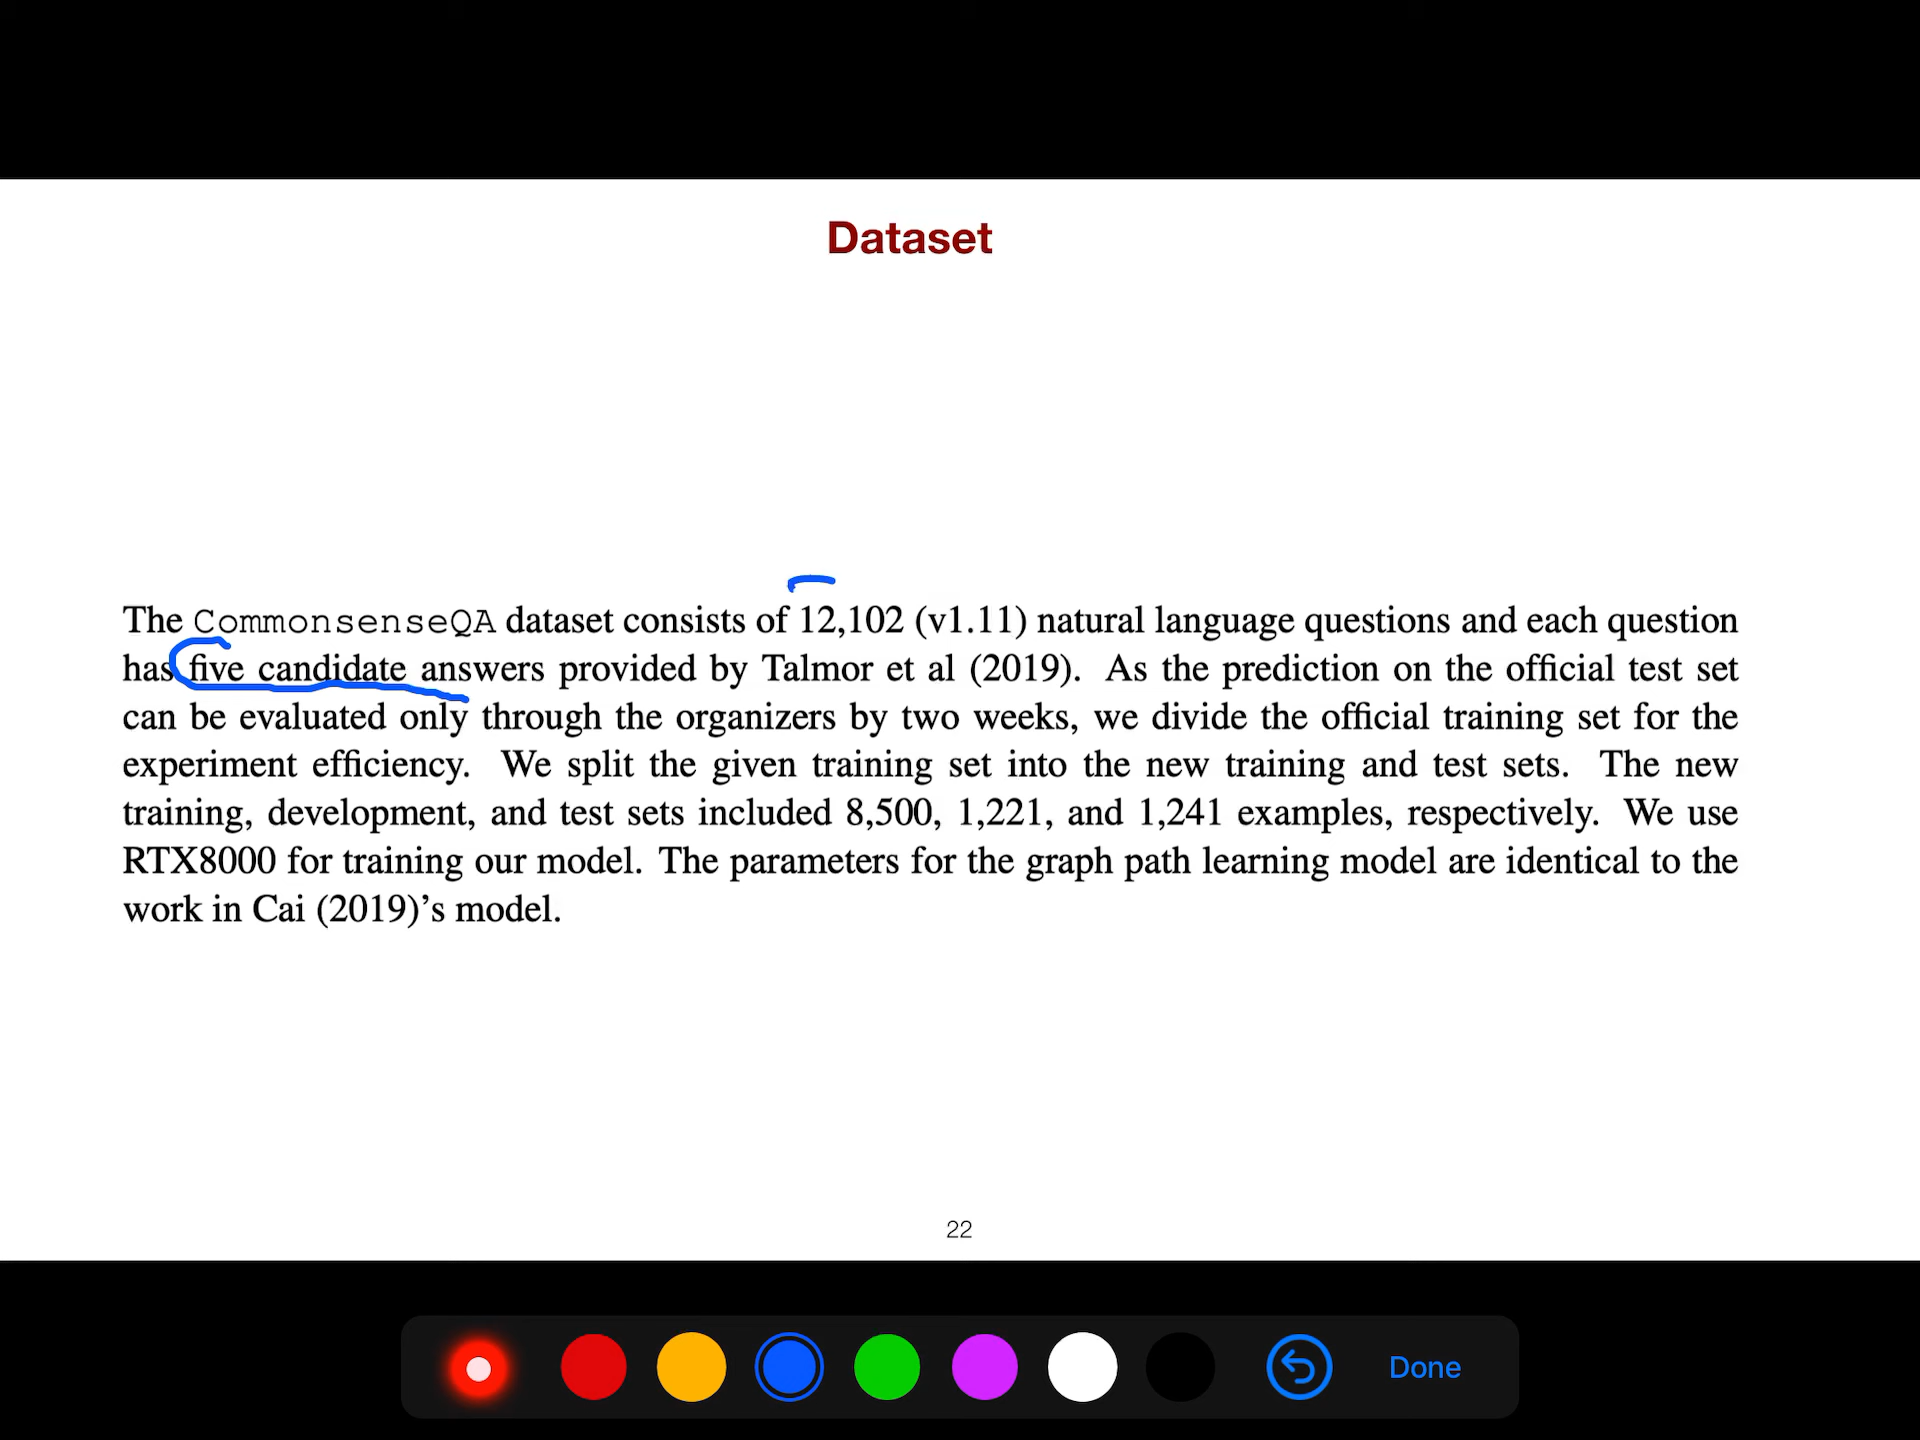 Dataset
The CommonsenseQA dataset consists of 12,102 (v1.11) natural language questions and each question
has five candidate answers provided by Talmor et al (2019). As the prediction on the official test set
can be evaluated only through the organizers by two weeks, we divide the official training set for the
experiment efficiency. We split the given training set into the new training and test sets. The new
training, development, and test sets included 8,500, 1,221, and 1,241 examples, respectively. We use
RTX8000 for training our model. The parameters for the graph path learning model are identical to the
work in Cai (2019)’s model.
22
Done